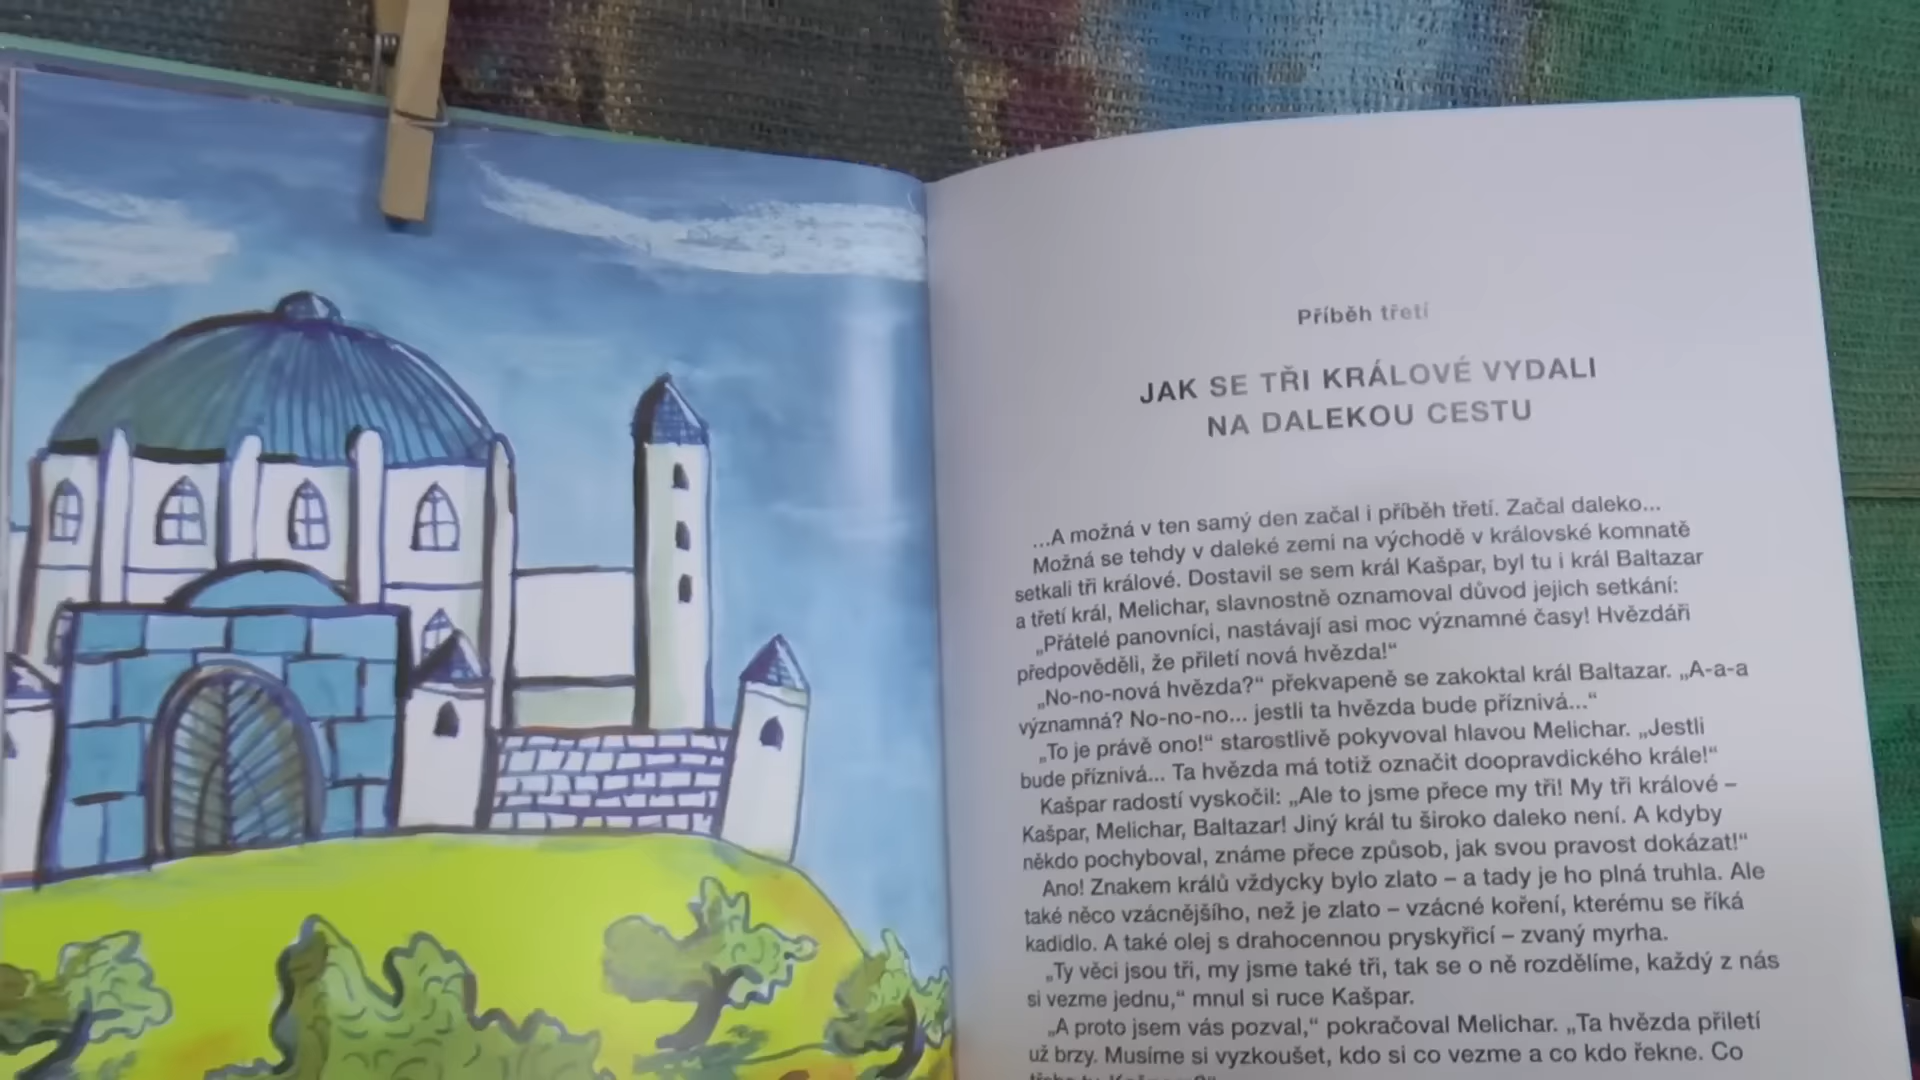 Příběh třetí
JAK SE TŘI KRÁLOVÉ VYDALI
NA DALEKOU CESTU
...A možná v ten samý den začal i příběh třetí. Začal daleko...
Možná se tehdy v daleké zemi na východě v královské komnatě
setkali tři králové. Dostavil se sem král Kašpar, byl tu i král Baltazar
a třetí král, Melichar, slavnostně oznamoval důvod jejich setkání:
„Přátelé panovníci, nastávají asi moc významné časy! Hvězdáři
předpověděli, že přiletí nová hvězda!“
„No-no-nová hvězda?“ překvapeně se zakoktal král Baltazar. „A-a-a
významná? No-no-no... jestli ta hvězda bude příznivá...“
„To je právě ono!“ starostlivě pokyvoval hlavou Melichar. „Jestli
bude příznivá... Ta hvězda má totiž označit doopravdického krále!“
Kašpar radostí vyskočil: „Ale to jsme přece my tři! My tři králové –
Kašpar, Melichar, Baltazar! Jiný král tu široko daleko není. A kdyby
někdo pochyboval, známe přece způsob, jak svou pravost dokázat!“
Ano! Znakem králů vždycky bylo zlato – a tady je ho plná truhla. Ale
také něco vzácnějšího, než je zlato – vzácné koření, kterému se říká
kadidlo. A také olej s drahocennou pryskyřicí – zvaný myrha.
„Ty věci jsou tři, my jsme také tři, tak se o ně rozdělíme, každý z nás
si vezme jednu,“ mnul si ruce Kašpar.
„A proto jsem vás pozval,“ pokračoval Melichar. „Ta hvězda přiletí
už brzy. Musíme si vyzkoušet, kdo si co vezme a co kdo řekne. Co